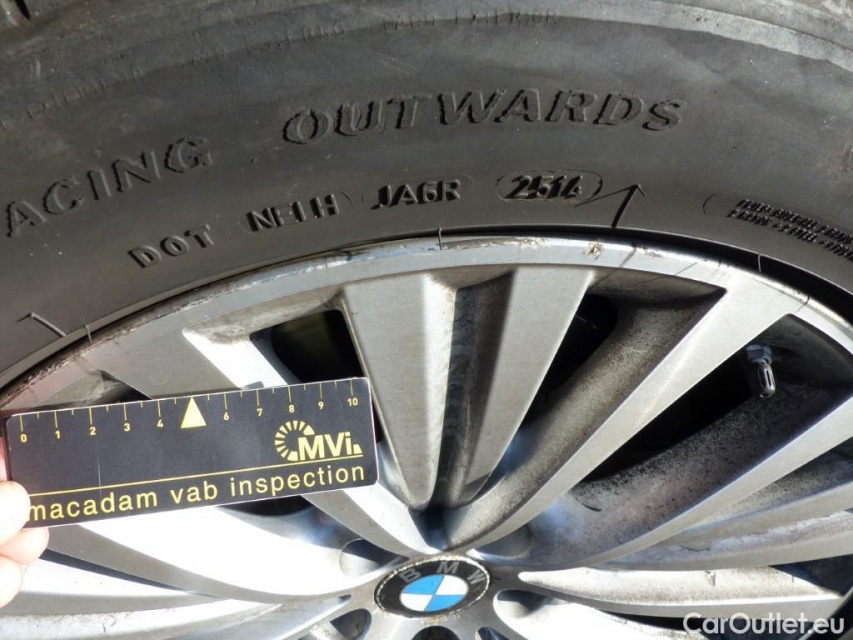 ACING OUTWARDS
DOT NE1H JA6R 2514
0 1 2 3 4 6 7 8 9 10
MVi
macadam vab inspection
BMW
CarOutlet.eu